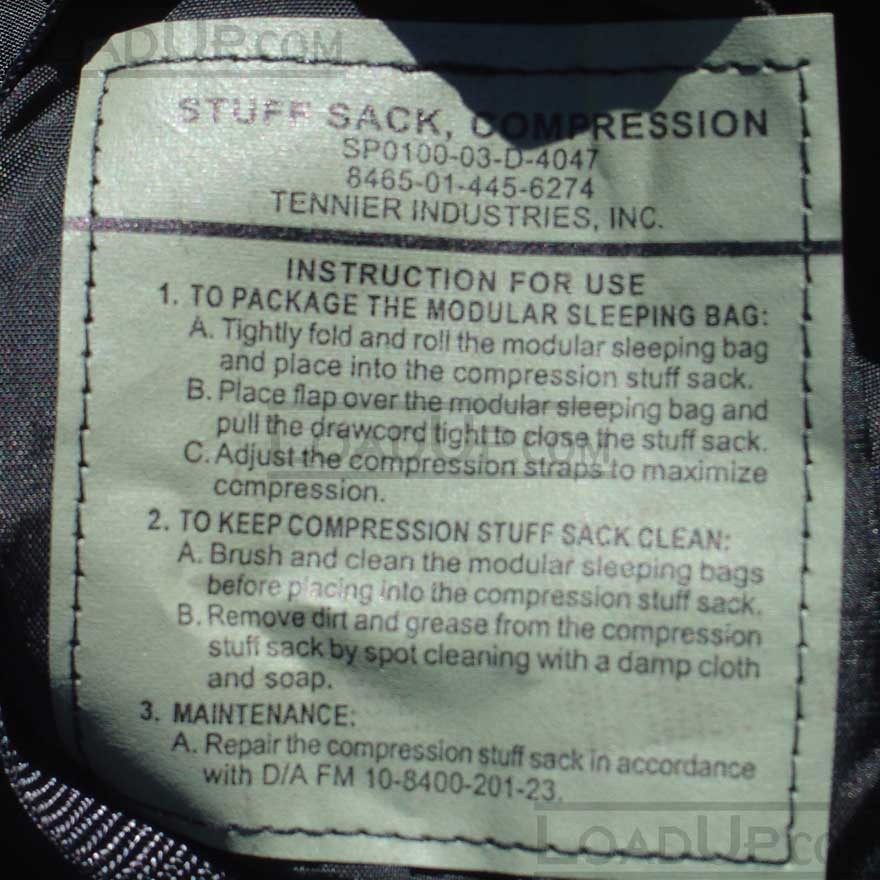 LOADUP.COM
STUFF SACK, COMPRESSION
SP0100-03-D-4047
8465-01-445-6274
TENNIER INDUSTRIES, INC.
INSTRUCTION FOR USE
1. TO PACKAGE THE MODULAR SLEEPING BAG:
A. Tightly fold and roll the modular sleeping bag
and place into the compression stuff sack.
B. Place flap over the modular sleeping bag and
pull the drawcord tight to close the stuff sack.
LOADUP.COM
C. Adjust the compression straps to maximize
compression.
2. TO KEEP COMPRESSION STUFF SACK CLEAN:
A. Brush and clean the modular sleeping bags
before placing into the compression stuff sack.
B. Remove dirt and grease from the compression
stuff sack by spot cleaning with a damp cloth
and soap.
3. MAINTENANCE:
A. Repair the compression stuff sack in accordance
with D/A FM 10-8400-201-23.
LOADUP.CO